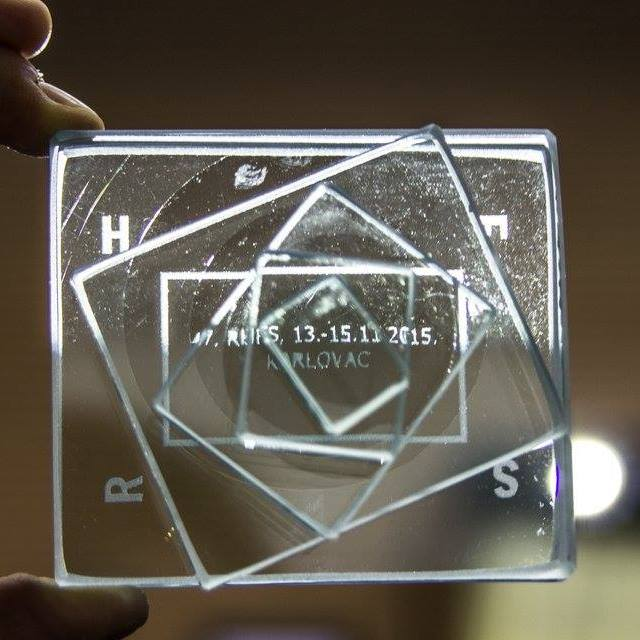 H F
13.-15.11 2015.
KARLOVAC
R S